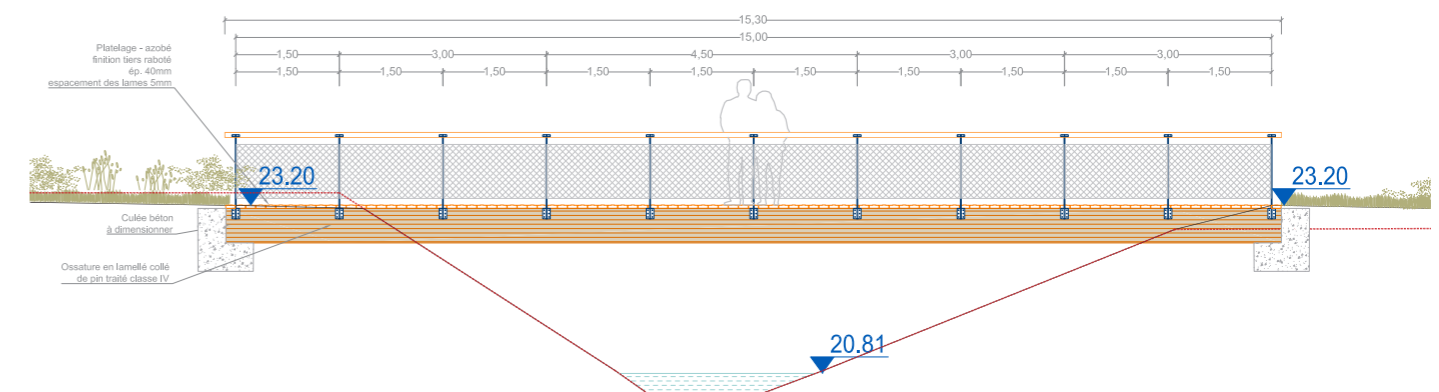 15,30
15,00
1,50 3,00 4,50 3,00 3,00
1,50 1,50 1,50 1,50 1,50 1,50 1,50 1,50 1,50 1,50
Platelage - azobé
finition tiers raboté
ép. 40mm
espacement des lames 5mm
23.20
23.20
Culée béton
à dimensionner
Ossature en lamellé collé
de pin traité classe IV
20.81